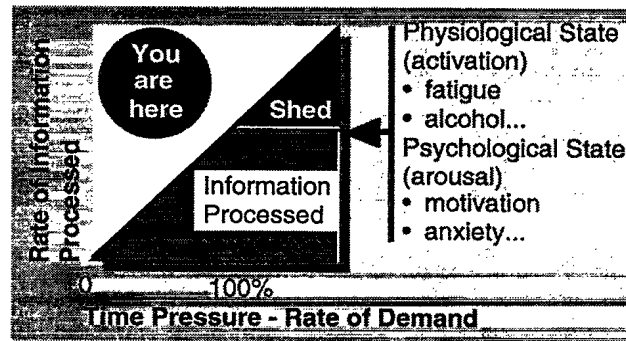 Rate of Information
Processed
You
are
here
Shed
Information
Processed
Physiological State
(activation)
• fatigue
• alcohol...
Psychological State
(arousal)
• motivation
• anxiety...
0 100%
Time Pressure - Rate of Demand